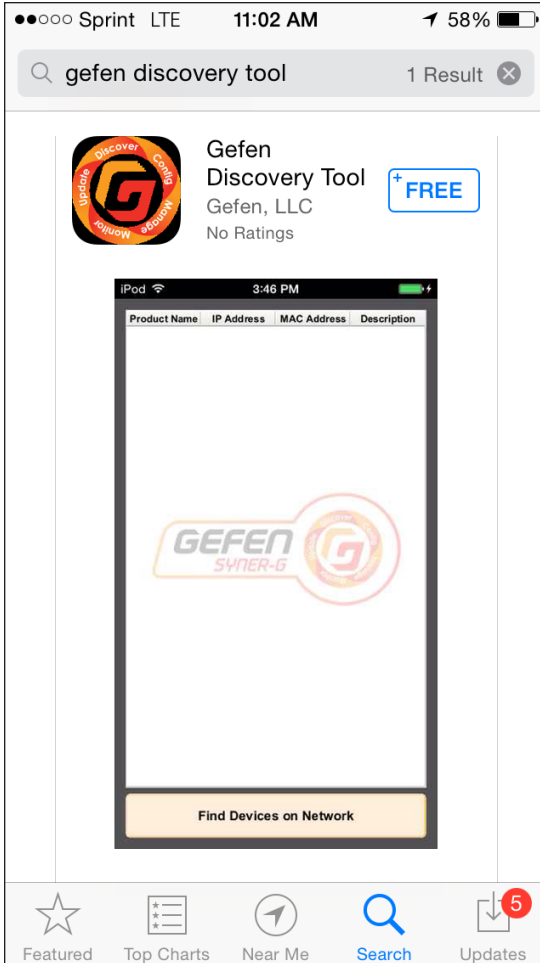 Sprint LTE 11:02 AM 58%
gefen discovery tool 1 Result
Discover Config Manage Monitor Update
G
Gefen
Discovery Tool
Gefen, LLC
No Ratings
+FREE
iPod 3:46 PM
Product Name IP Address MAC Address Description
GEFEN
SYNER-G
G
Find Devices on Network
5
Featured Top Charts Near Me Search Updates